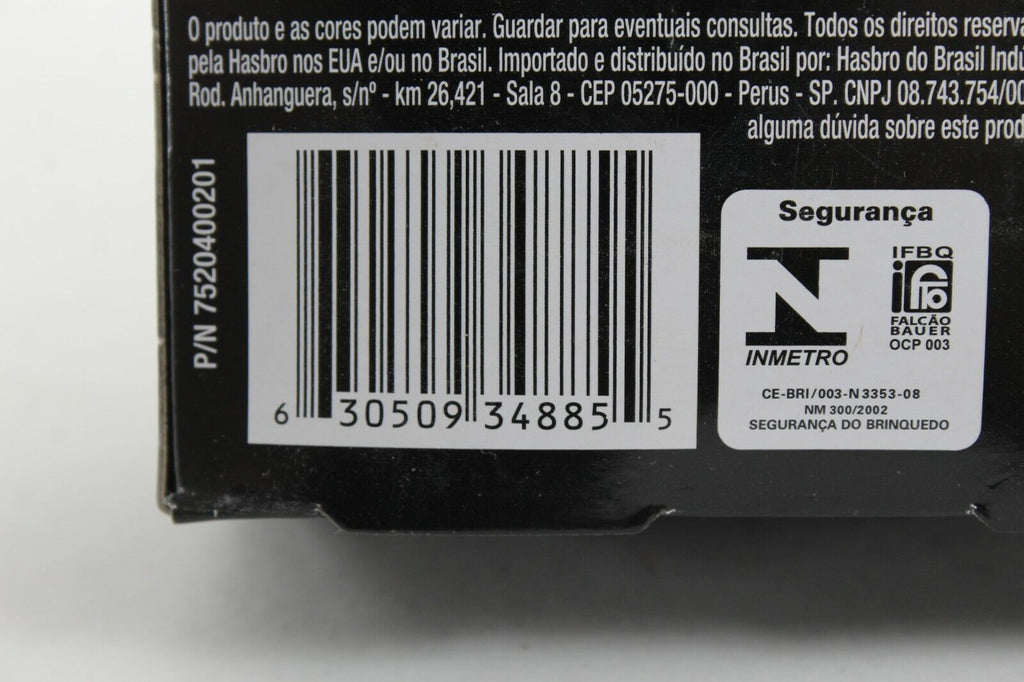 O produto e as cores podem variar. Guardar para eventuais consultas. Todos os direitos
pela Hasbro nos EUA e/ou no Brasil. Importado e distribuído no Brasil por: Hasbro do Brasil
Rod. Anhanguera, s/nº - km 26,421 - Sala 8 - CEP 05275-000 - Perus - SP. CNPJ 08.743.754/00
alguma dúvida sobre este
P/N 7520400201
6 30509 34885 5
Segurança
INMETRO
IFBQ
FALCÃO
BAUER
OCP 003
CE-BRI/003-N 3353-08
NM 300/2002
SEGURANÇA DO BRINQUEDO